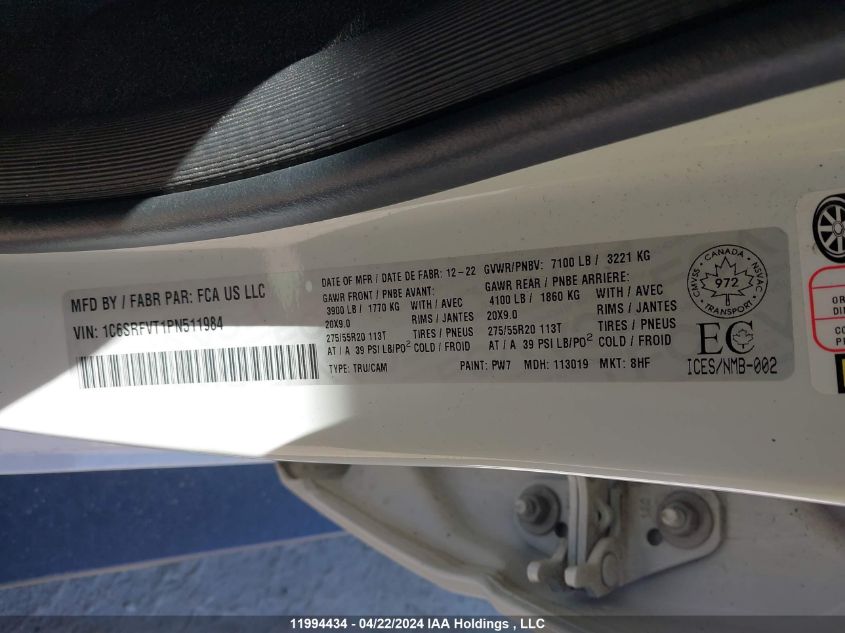 MFD BY / FABR PAR: FCA US LLC
VIN: 1C6SRFVT1PN511984
DATE OF MFR / DATE DE FABR: 12-22
GVWR/PNBV: 7100 LB / 3221 KG
GAWR FRONT / PNBE AVANT:
3900 LB / 1770 KG WITH / AVEC
20X9.0 RIMS / JANTES
275/55R20 113T TIRES / PNEUS
AT / A 39 PSI LB/PO² COLD / FROID
GAWR REAR / PNBE ARRIERE:
4100 LB / 1860 KG WITH / AVEC
20X9.0 RIMS / JANTES
275/55R20 113T TIRES / PNEUS
AT / A 39 PSI LB/PO² COLD / FROID
TYPE: TRU/CAM
PAINT: PW7 MDH: 113019 MKT: 8HF
CANADA
CMVSS NSVAC
972
TRANSPORT
EC
ICES/NMB-002
11994434 - 04/22/2024 IAA Holdings , LLC